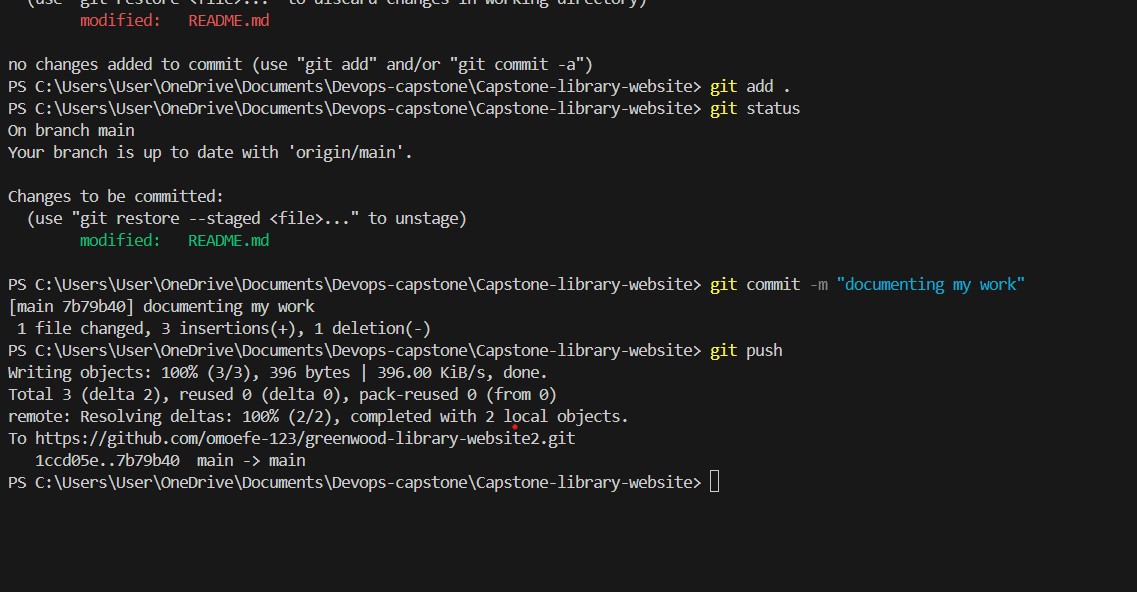 (use "git restore <file>..." to discard changes in working directory)
modified: README.md
no changes added to commit (use "git add" and/or "git commit -a")
PS C:\Users\User\OneDrive\Documents\Devops-capstone\Capstone-library-website> git add .
PS C:\Users\User\OneDrive\Documents\Devops-capstone\Capstone-library-website> git status
On branch main
Your branch is up to date with 'origin/main'.
Changes to be committed:
(use "git restore --staged <file>..." to unstage)
modified: README.md
PS C:\Users\User\OneDrive\Documents\Devops-capstone\Capstone-library-website> git commit -m "documenting my work"
[main 7b79b40] documenting my work
1 file changed, 3 insertions(+), 1 deletion(-)
PS C:\Users\User\OneDrive\Documents\Devops-capstone\Capstone-library-website> git push
Writing objects: 100% (3/3), 396 bytes | 396.00 KiB/s, done.
Total 3 (delta 2), reused 0 (delta 0), pack-reused 0 (from 0)
remote: Resolving deltas: 100% (2/2), completed with 2 local objects.
To https://github.com/omoefe-123/greenwood-library-website2.git
1ccd05e..7b79b40 main -> main
PS C:\Users\User\OneDrive\Documents\Devops-capstone\Capstone-library-website>